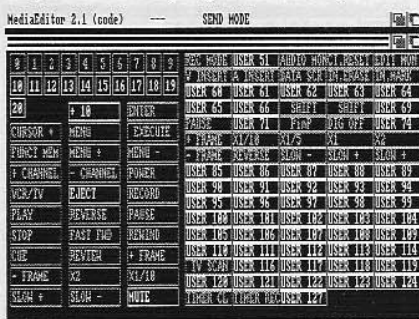 MediaEditor 2.1 (code) --- SEND MODE
0 1 2 3 4 5 6 7 8 9
10 11 12 13 14 15 16 17 18 19
20 + 10 ENTER
CURSOR + MENU EXECUTE
FUNCT MEM MENU + MENU -
+ CHANNEL - CHANNEL POWER
VCR/TV EJECT RECORD
PLAY REVERSE PAUSE
STOP FAST FWD REWIND
CUE REVIEW + FRAME
- FRAME X2 X1/10
SLOW + SLOW - MUTE
REC MODE USER 51 AUDIO MON CT.RESET EDIT MON
V INSERT A INSERT DATA SCR
USER 60 USER 61 USER 62 USER 63 USER 64
USER 65 USER 66 SHIFT SHIFT USER 69
PAUSE USER 71 DIG OFF USER 74
+ FRAME X1/10 X1/5 X1 X2
- FRAME REVERSE SLOW - SLOW + SLOW +
USER 85 USER 86 USER 87 USER 88 USER 89
USER 90 USER 91 USER 92 USER 93 USER 94
USER 95 USER 96 USER 97 USER 98 USER 99
USER 100 USER 101 USER 102 USER 103 USER 104
USER 105 USER 106 USER 107 USER 108 USER 109
USER 110 USER 111 USER 112 USER 113 USER 114
TV SCAN USER 116 USER 117 USER 118 USER 119
USER 120 USER 121 USER 122 USER 123 USER 124
TIMER CL TIMER REC USER 127